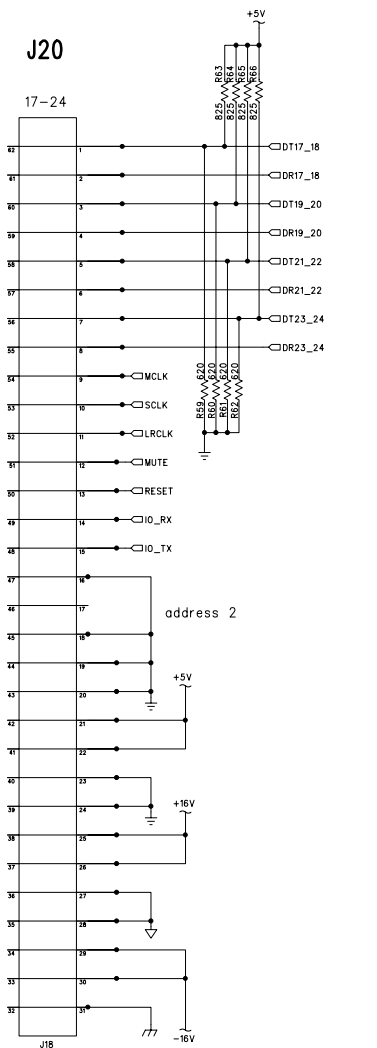 +5V
J20
R63
R64
R65
R66
825
825
825
825
17-24
62 1 DT17_18
61 2 DR17_18
60 3 DT19_20
59 4 DR19_20
58 5 DT21_22
57 6 DR21_22
56 7 DT23_24
55 8 DR23_24
620
620
620
620
R59
R60
R61
R62
54 9 MCLK
53 10 SCLK
52 11 LRCLK
51 12 MUTE
50 13 RESET
49 14 IO_RX
48 15 IO_TX
47 16
46 17
address 2
45 18
44 19
43 20
+5V
42 21
41 22
40 23
39 24
+16V
38 25
37 26
36 27
35 28
34 29
33 30
32 31
J18
-16V